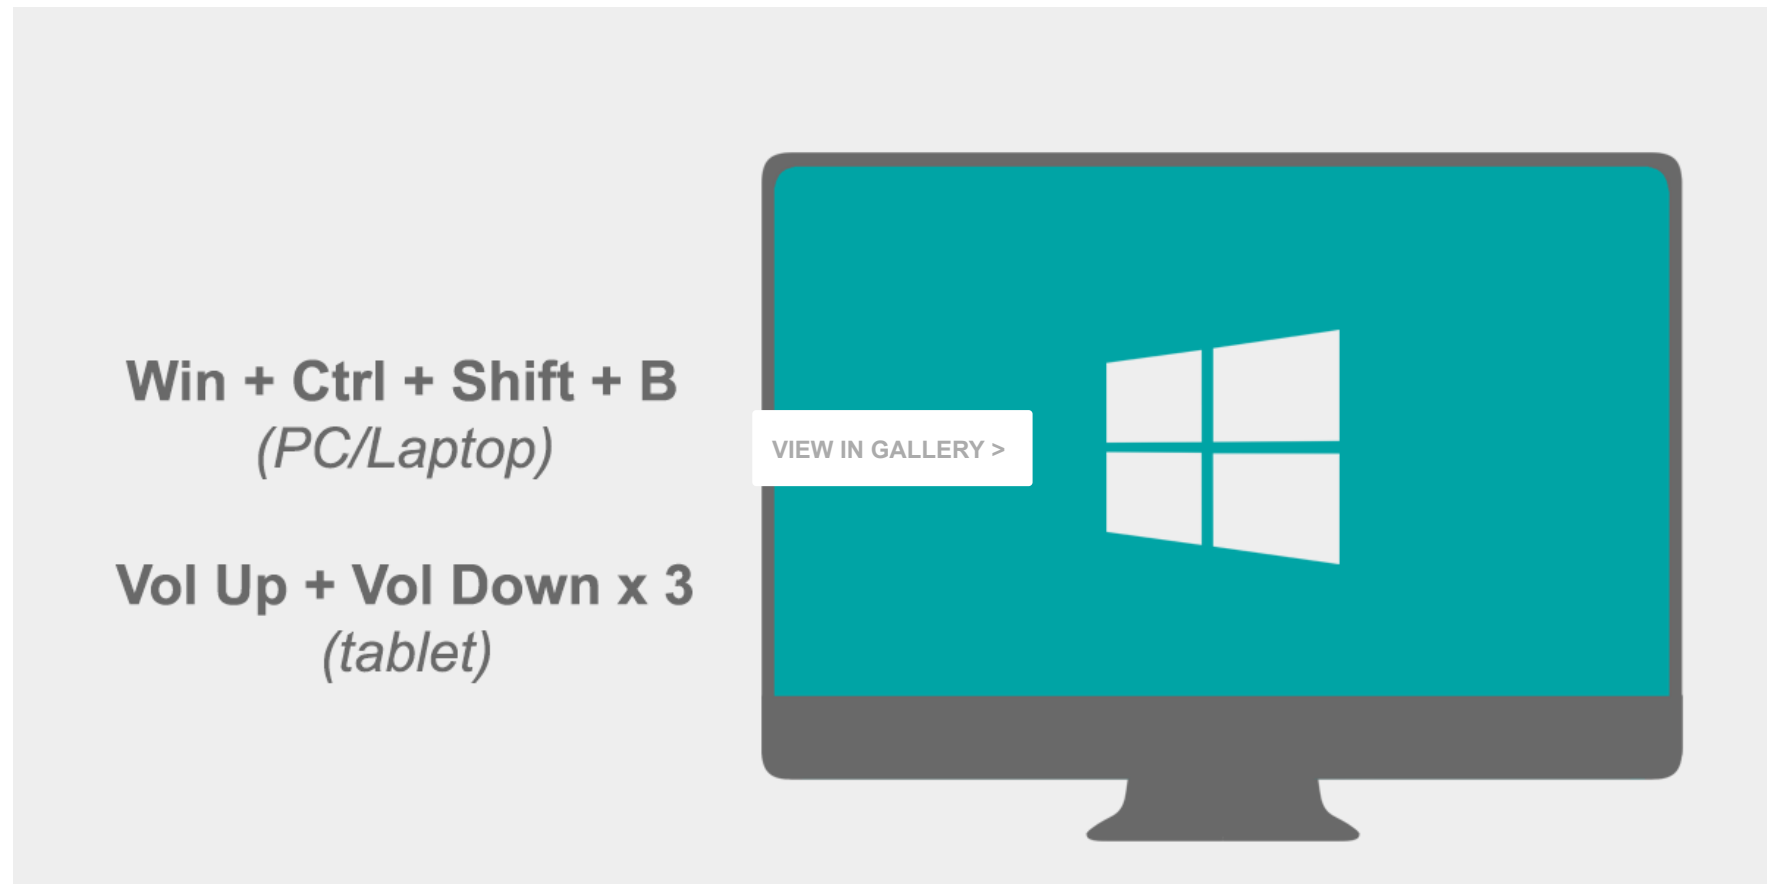 Win + Ctrl + Shift + B
(PC/Laptop)
VIEW IN GALLERY >
Vol Up + Vol Down x 3
(tablet)